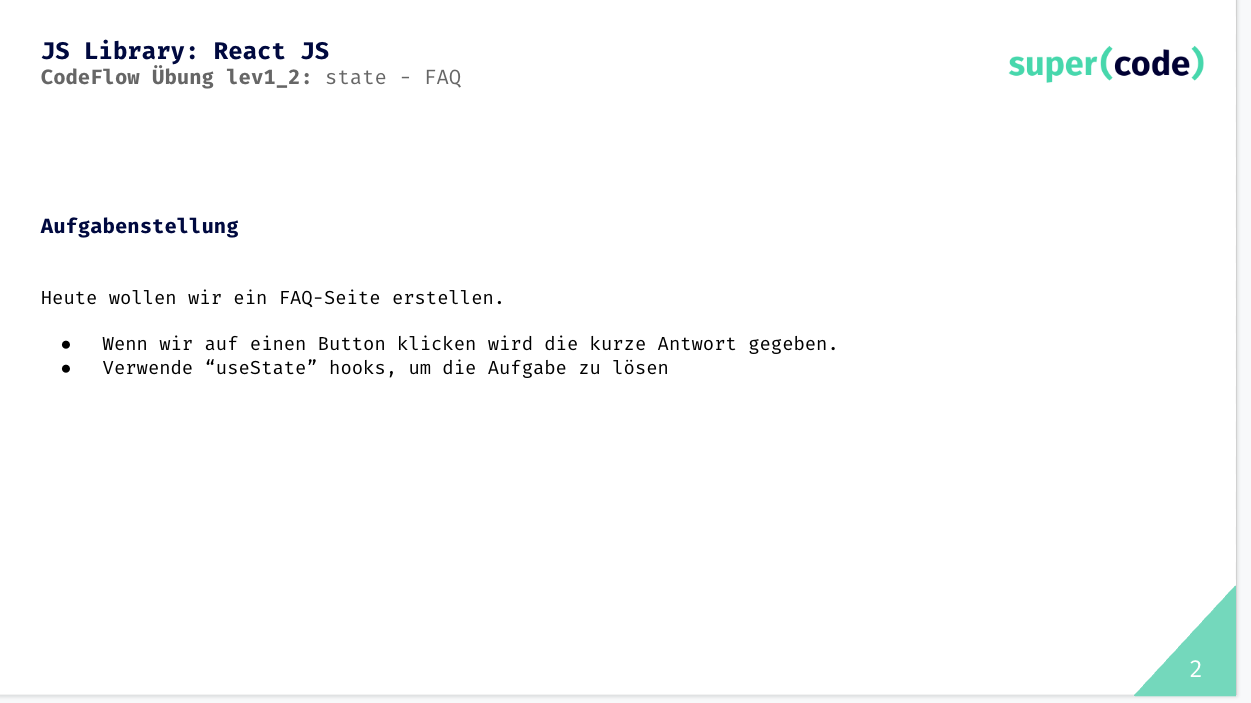 JS Library: React JS
CodeFlow Übung lev1_2: state - FAQ
super(code)
Aufgabenstellung
Heute wollen wir ein FAQ-Seite erstellen.
● Wenn wir auf einen Button klicken wird die kurze Antwort gegeben.
● Verwende “useState” hooks, um die Aufgabe zu lösen
2